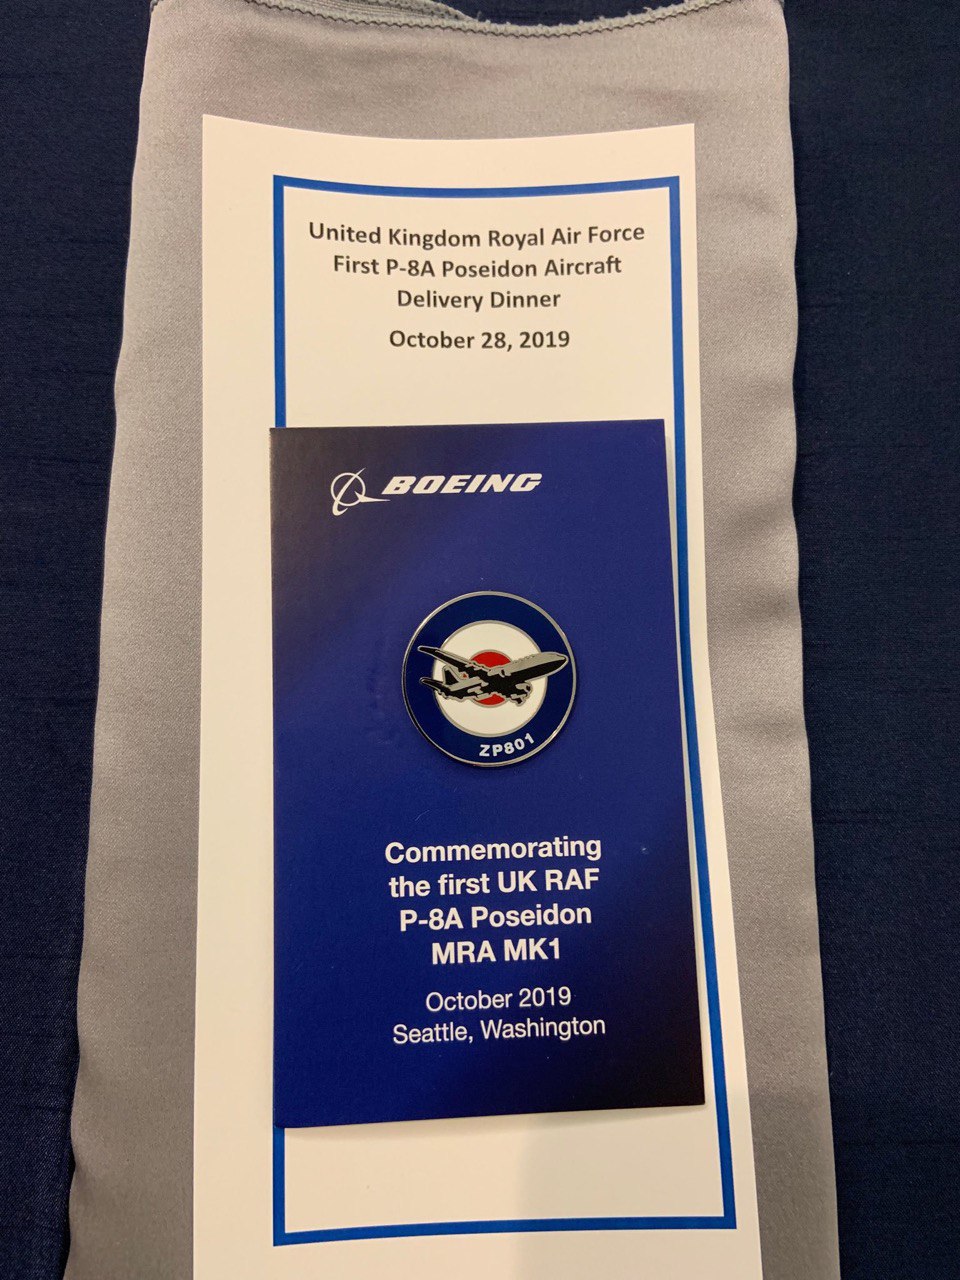 United Kingdom Royal Air Force
First P-8A Poseidon Aircraft
Delivery Dinner
October 28, 2019
BOEING
ZP801
Commemorating
the first UK RAF
P-8A Poseidon
MRA MK1
October 2019
Seattle, Washington